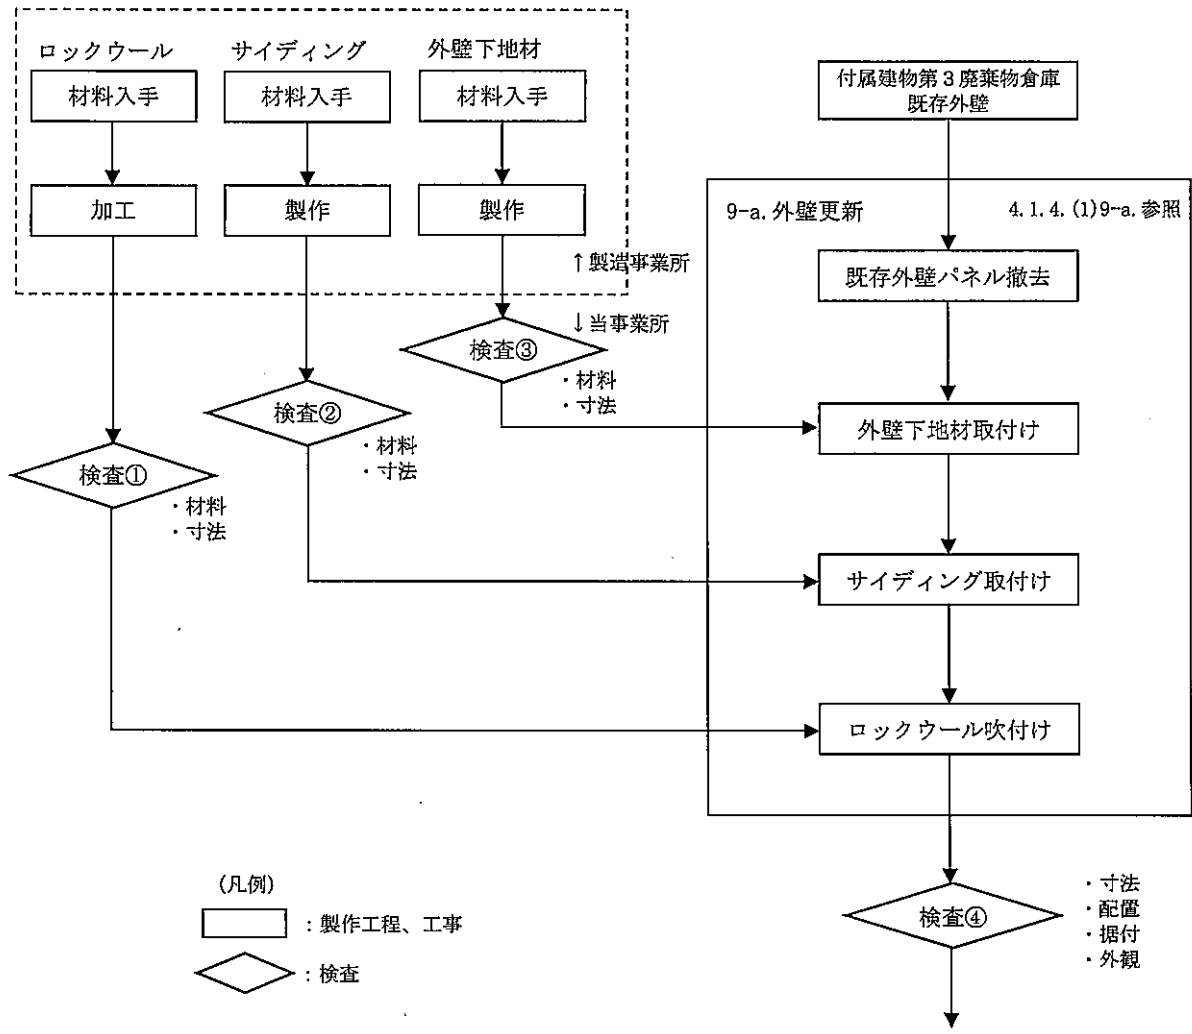 ロックウール
材料入手
加工
サイディング
材料入手
製作
外壁下地材
材料入手
製作
↑製造事業所
↓当事業所
検査③
・材料
・寸法
検査②
・材料
・寸法
検査①
・材料
・寸法
付属建物第3廃棄物倉庫
既存外壁
9-a. 外壁更新
4.1.4.(1)9-a.参照
既存外壁パネル撤去
外壁下地材取付け
サイディング取付け
ロックウール吹付け
検査④
・寸法
・配置
・据付
・外観
(凡例)
：製作工程、工事
：検査